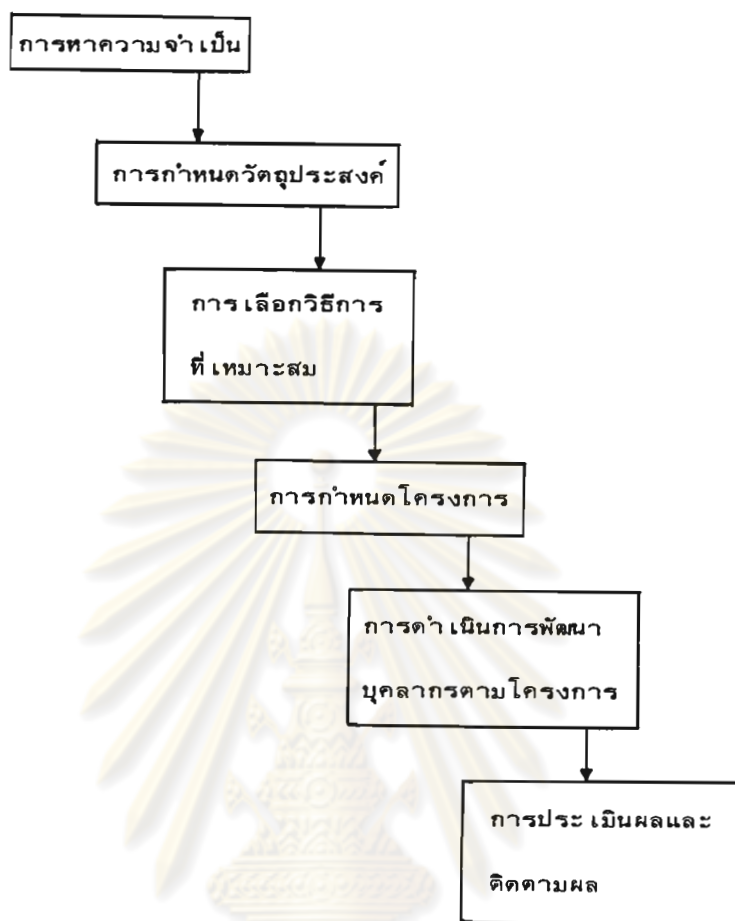 การหาความจำเป็น
การกำหนดวัตถุประสงค์
การเลือกวิธีการ
ที่เหมาะสม
การกำหนดโครงการ
การดำเนินการพัฒนา
บุคลากรตามโครงการ
การประเมินผลและ
ติดตามผล